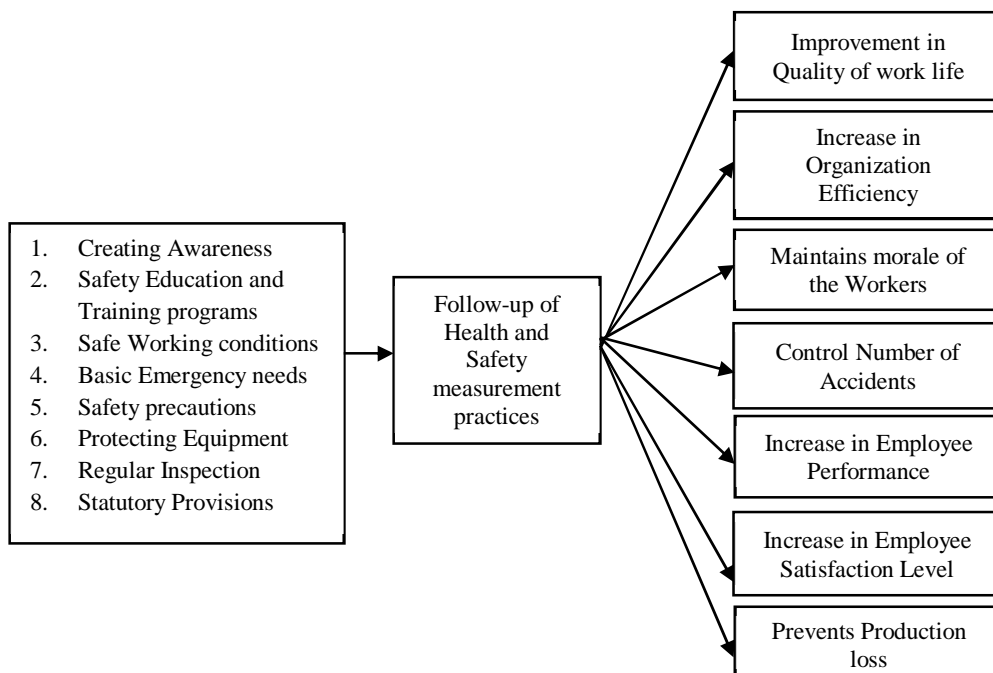 1. Creating Awareness
2. Safety Education and
Training programs
3. Safe Working conditions
4. Basic Emergency needs
5. Safety precautions
6. Protecting Equipment
7. Regular Inspection
8. Statutory Provisions
Follow-up of
Health and
Safety
measurement
practices
Improvement in
Quality of work life
Increase in
Organization
Efficiency
Maintains morale of
the Workers
Control Number of
Accidents
Increase in Employee
Performance
Increase in Employee
Satisfaction Level
Prevents Production
loss